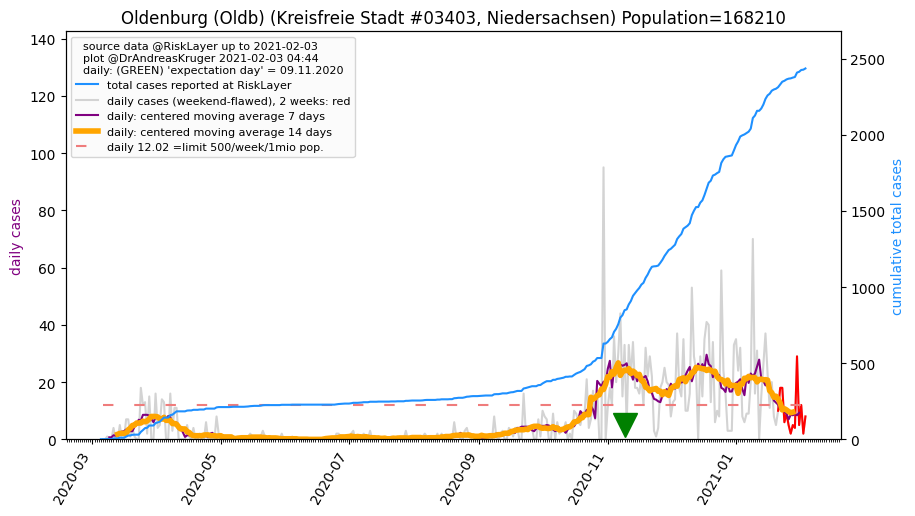 Oldenburg (Oldb) (Kreisfreie Stadt #03403, Niedersachsen) Population=168210
source data @RiskLayer up to 2021-02-03
plot @DrAndreasKruger 2021-02-03 04:44
daily: (GREEN) 'expectation day' = 09.11.2020
total cases reported at RiskLayer
daily cases (weekend-flawed), 2 weeks: red
daily: centered moving average 7 days
daily: centered moving average 14 days
daily 12.02 =limit 500/week/1mio pop.
daily cases
140
120
100
80
60
40
20
0
cumulative total cases
2500
2000
1500
1000
500
0
2020-03
2020-05
2020-07
2020-09
2020-11
2021-01